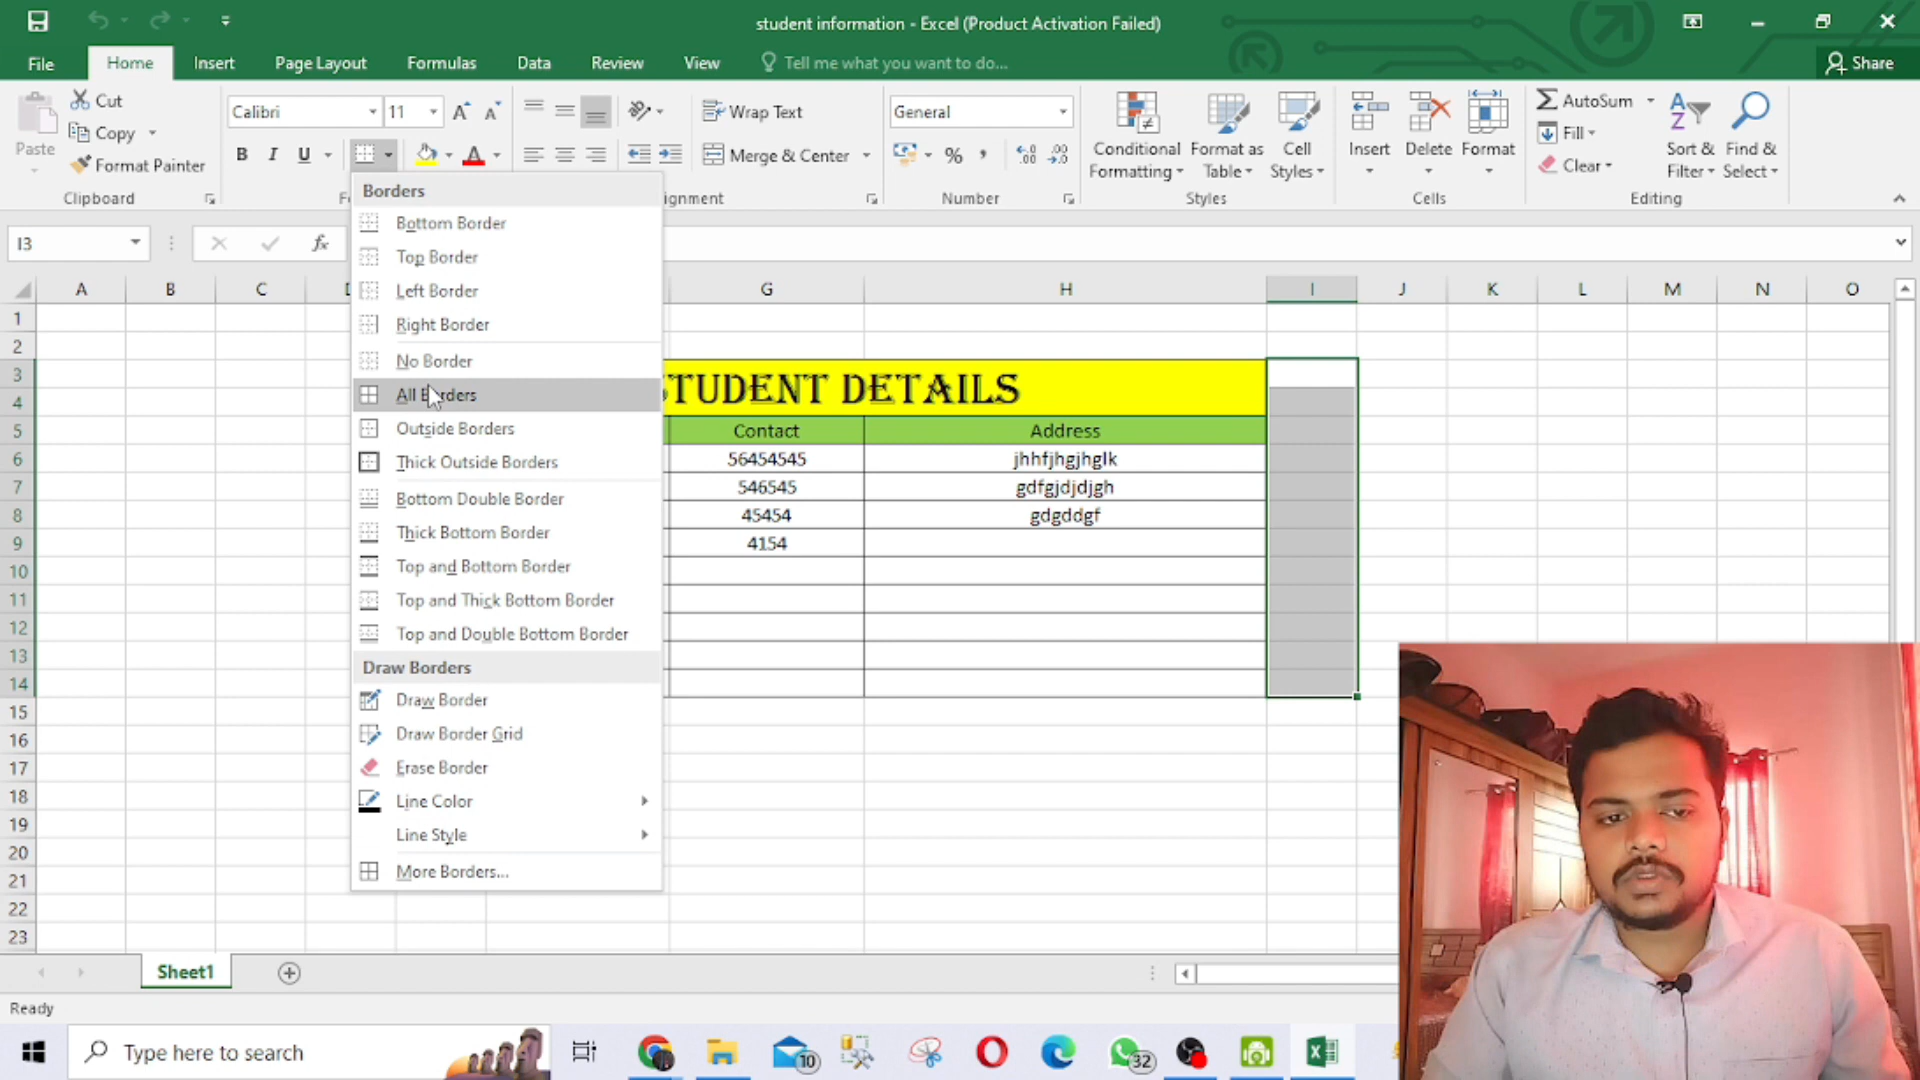 student information - Excel (Product Activation Failed)
File Home Insert Page Layout Formulas Data Review View Tell me what you want to do... Share
Cut
Copy
Format Painter
Paste
Clipboard
Calibri 11
B I U
Wrap Text
Merge & Center
General
%
Number
Conditional Formatting
Format as Table
Cell Styles
Styles
Insert Delete Format
Cells
AutoSum
Fill
Clear
Sort & Filter
Find & Select
Editing
I3
fx
Borders
Bottom Border
Top Border
Left Border
Right Border
No Border
All Borders
Outside Borders
Thick Outside Borders
Bottom Double Border
Thick Bottom Border
Top and Bottom Border
Top and Thick Bottom Border
Top and Double Bottom Border
Draw Borders
Draw Border
Draw Border Grid
Erase Border
Line Color
Line Style
More Borders...
A B C G H I J K L M N O
1
2
3
4
5
6
7
8
9
10
11
12
13
14
15
16
17
18
19
20
21
22
23
STUDENT DETAILS
Contact Address
56454545 jhhfjhgjhglk
546545 gdfgjdjdjgh
45454 gdgddgf
4154
Sheet1
Ready
Type here to search
10
32